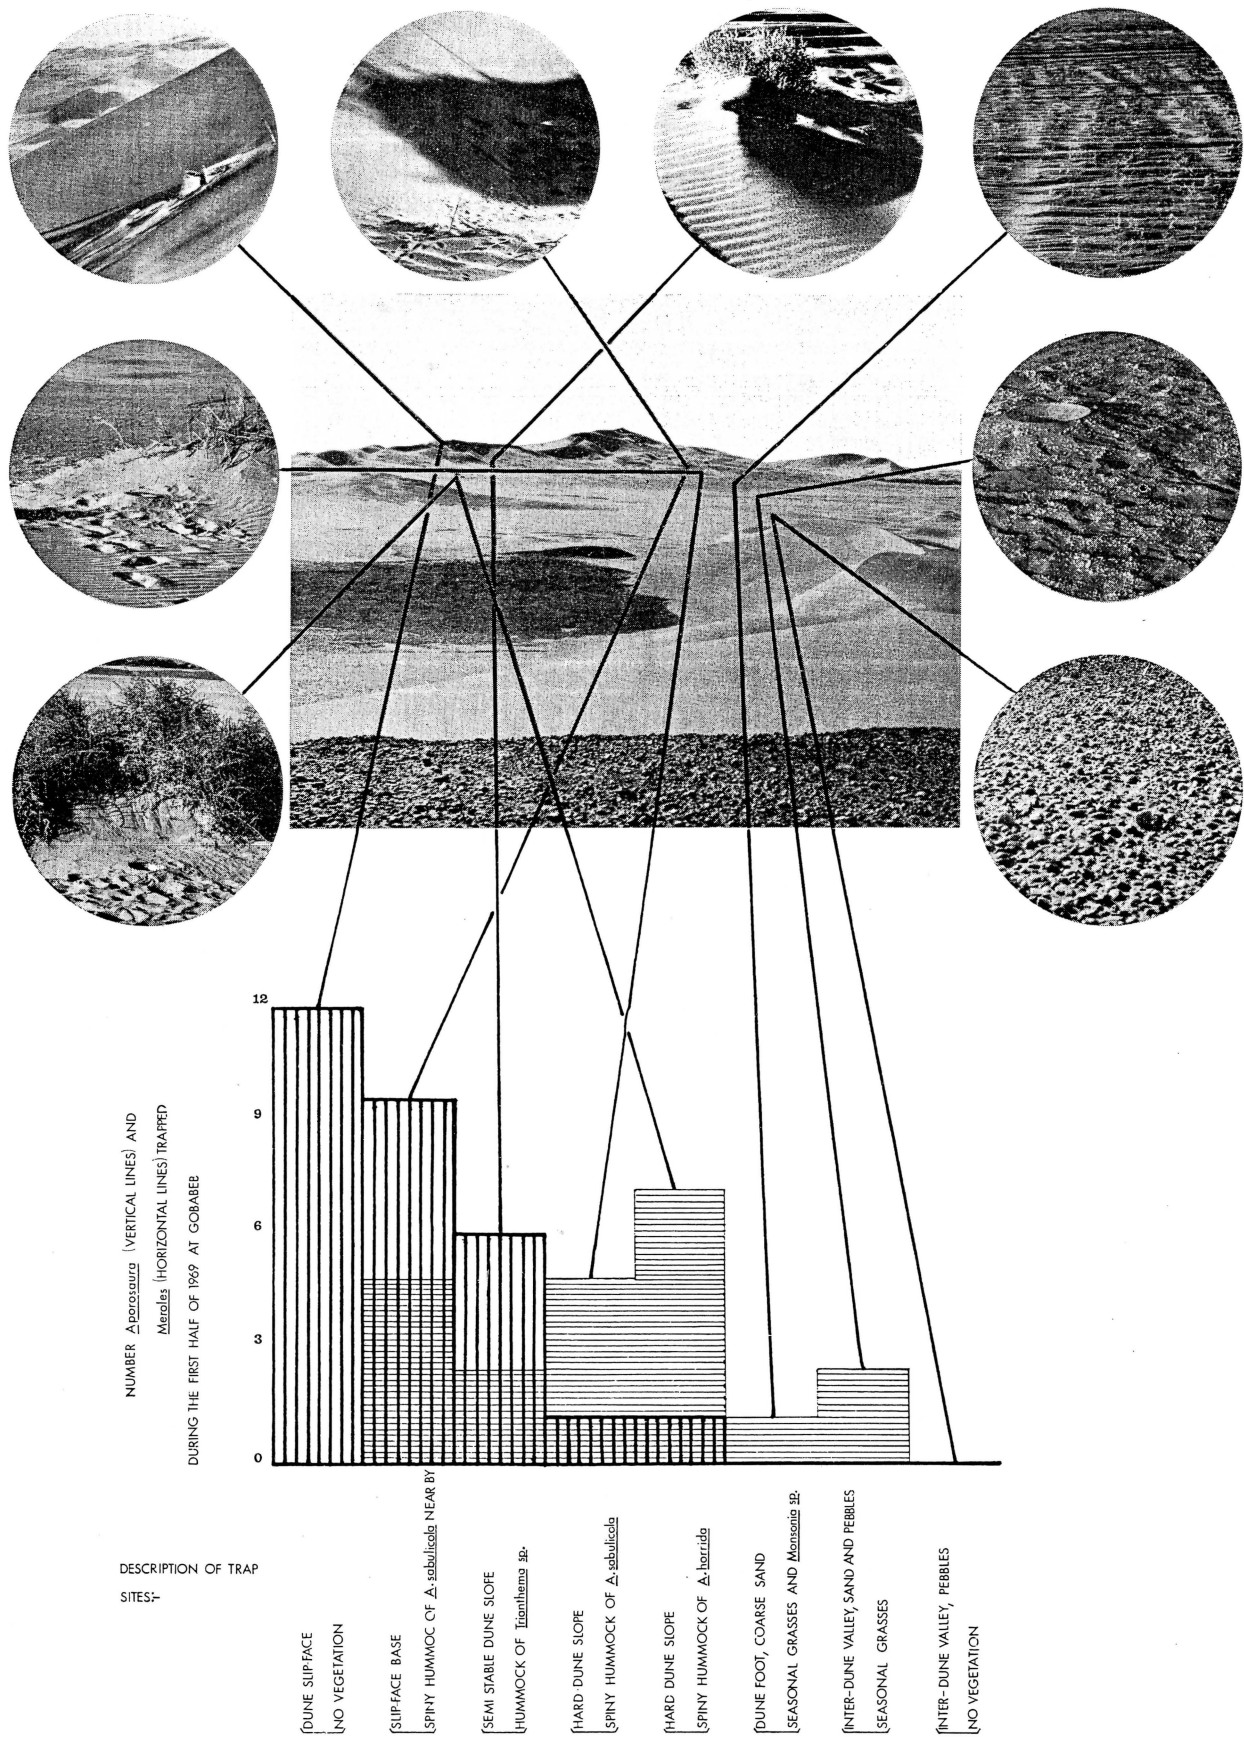 12
9
6
3
0
NUMBER Aporosaura (VERTICAL LINES) AND
Meroles (HORIZONTAL LINES) TRAPPED
DURING THE FIRST HALF OF 1969 AT GOBABEB
DESCRIPTION OF TRAP
SITES:-
DUNE SLIP-FACE
NO VEGETATION
SLIP-FACE BASE
SPINY HUMMOC OF A. sabulicola NEAR BY
SEMI STABLE DUNE SLOPE
HUMMOCK OF Trianthema sp.
HARD DUNE SLOPE
SPINY HUMMOCK OF A. sabulicola
HARD DUNE SLOPE
SPINY HUMMOCK OF A. horrida
DUNE FOOT, COARSE SAND
SEASONAL GRASSES AND Monsonia sp.
INTER-DUNE VALLEY, SAND AND PEBBLES
SEASONAL GRASSES
INTER-DUNE VALLEY, PEBBLES
NO VEGETATION